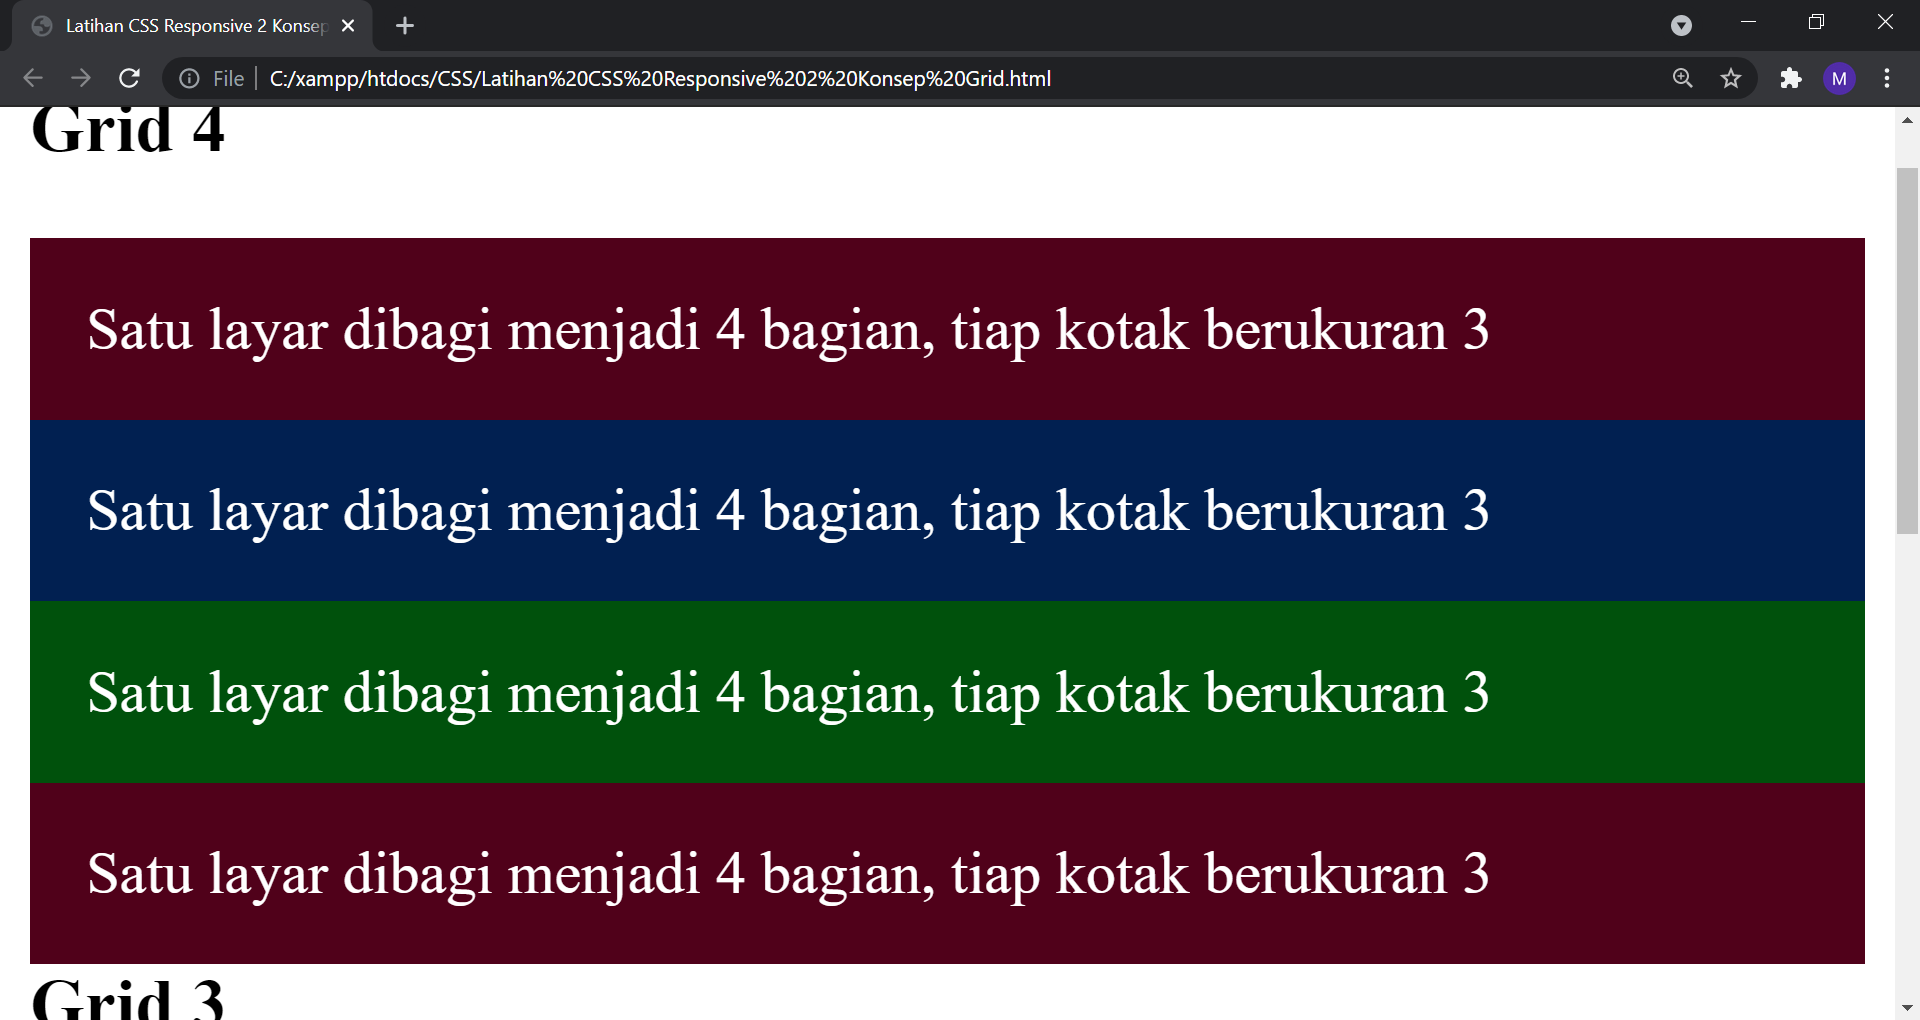 Latihan CSS Responsive 2 Konsep
File
C:/xampp/htdocs/CSS/Latihan%20CSS%20Responsive%202%20Konsep%20Grid.html
M
Grid 4
Satu layar dibagi menjadi 4 bagian, tiap kotak berukuran 3
Satu layar dibagi menjadi 4 bagian, tiap kotak berukuran 3
Satu layar dibagi menjadi 4 bagian, tiap kotak berukuran 3
Satu layar dibagi menjadi 4 bagian, tiap kotak berukuran 3
Grid 3